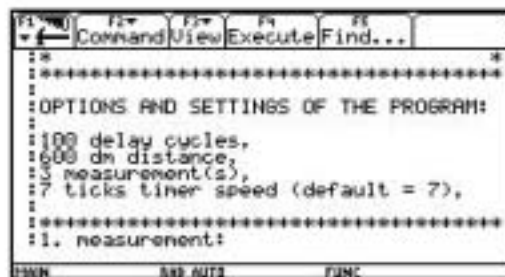 F1 F2 F3 F4 F5
Command View Execute Find...
:* *
:************************************
:
:OPTIONS AND SETTINGS OF THE PROGRAM:
:
:100 delay cycles,
:600 dm distance,
:3 measurement(s),
:7 ticks timer speed (default = 7),
:
:************************************
:1. measurement:
MAIN RAD AUTO FUNC